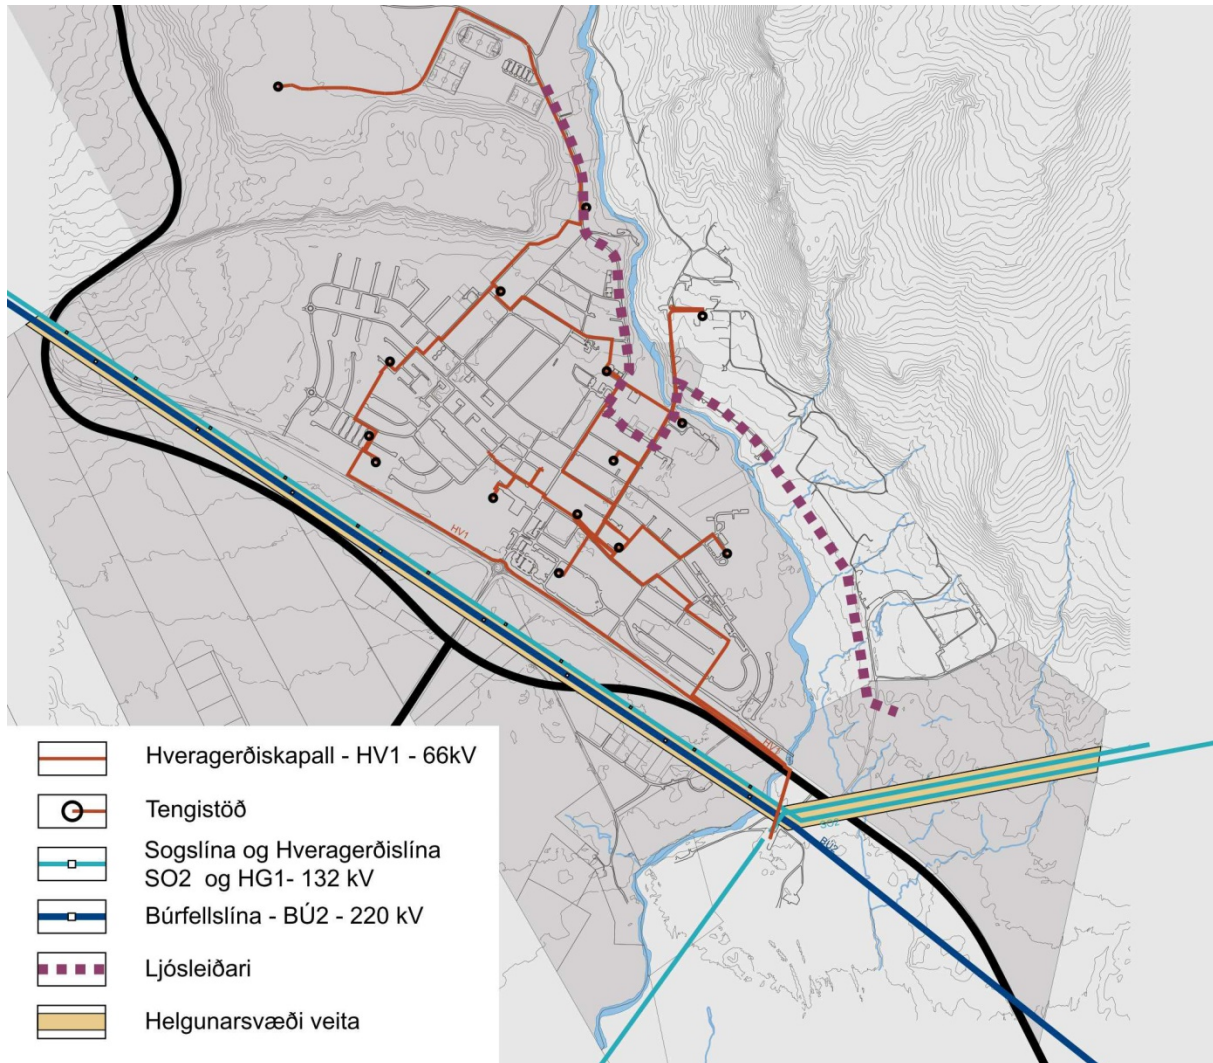 HV1
HV1
SO2
BÚ2
Hveragerðiskapall - HV1 - 66kV
Tengistöð
Sogslína og Hveragerðislína
SO2 og HG1- 132 kV
Búrfellslína - BÚ2 - 220 kV
Ljósleiðari
Helgunarsvæði veita